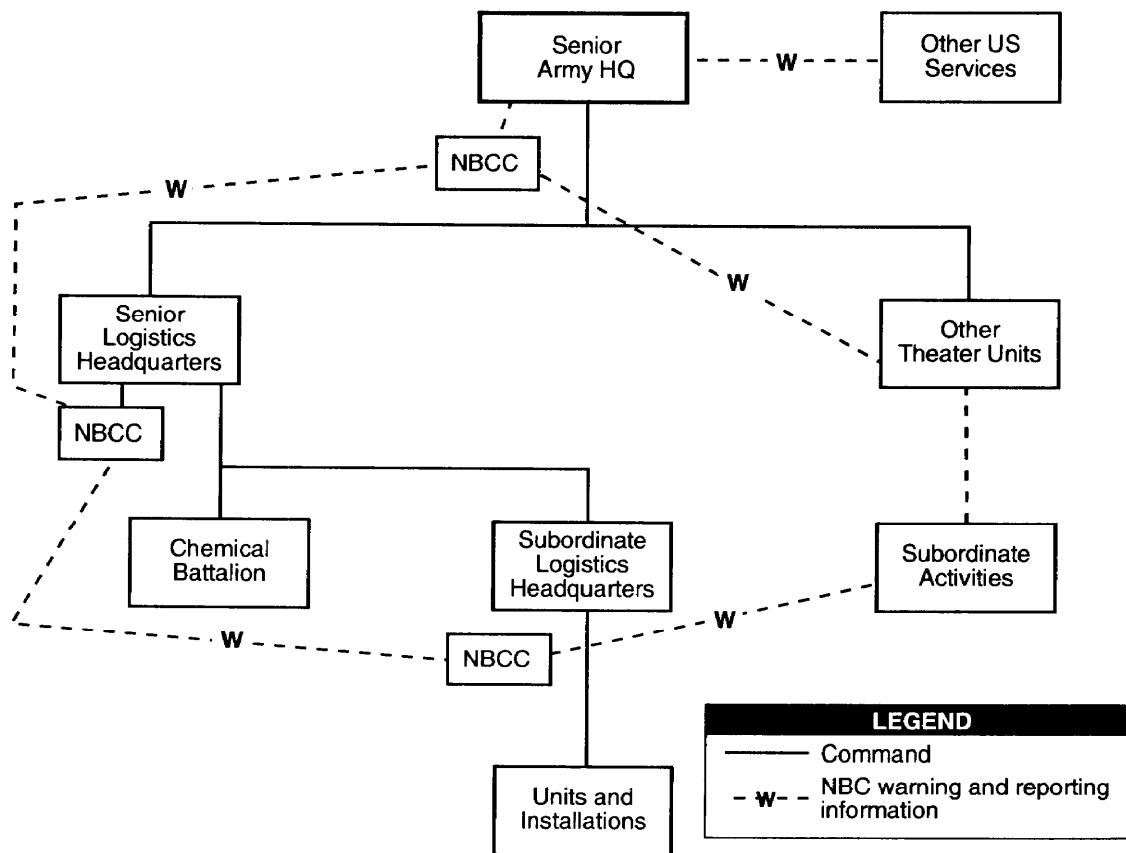 Senior
Army HQ
W
Other US
Services
NBCC
W
W
Senior
Logistics
Headquarters
Other
Theater Units
NBCC
Chemical
Battalion
Subordinate
Logistics
Headquarters
Subordinate
Activities
W
W
NBCC
LEGEND
Command
W NBC warning and reporting
information
Units and
Installations